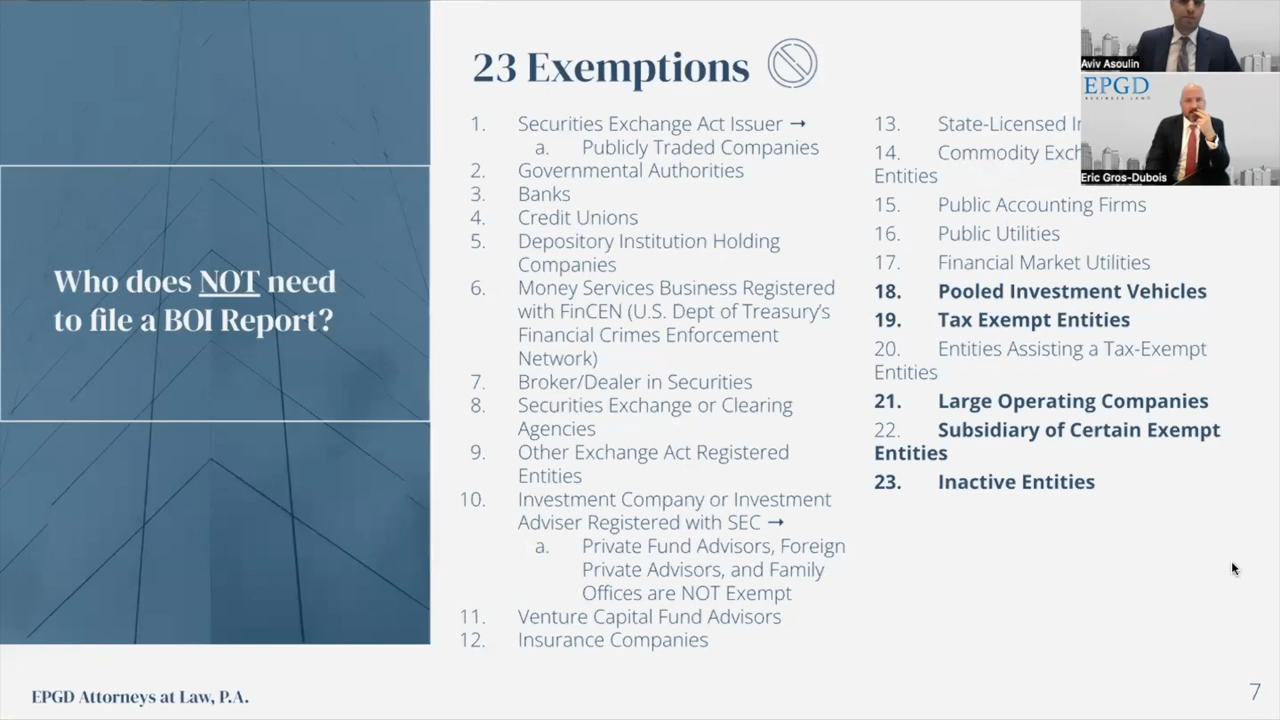 Who does NOT need
to file a BOI Report?
23 Exemptions
1. Securities Exchange Act Issuer →
a. Publicly Traded Companies
2. Governmental Authorities
3. Banks
4. Credit Unions
5. Depository Institution Holding
Companies
6. Money Services Business Registered
with FinCEN (U.S. Dept of Treasury’s
Financial Crimes Enforcement
Network)
7. Broker/Dealer in Securities
8. Securities Exchange or Clearing
Agencies
9. Other Exchange Act Registered
Entities
10. Investment Company or Investment
Adviser Registered with SEC →
a. Private Fund Advisors, Foreign
Private Advisors, and Family
Offices are NOT Exempt
11. Venture Capital Fund Advisors
12. Insurance Companies
13. State-Licensed
14. Commodity
Entities
15. Public Accounting Firms
16. Public Utilities
17. Financial Market Utilities
18. Pooled Investment Vehicles
19. Tax Exempt Entities
20. Entities Assisting a Tax-Exempt
Entities
21. Large Operating Companies
22. Subsidiary of Certain Exempt
Entities
23. Inactive Entities
Aviv Asoulin
EPGD
BUSINESS LAW
Eric Gros-Dubois
EPGD Attorneys at Law, P.A.
7